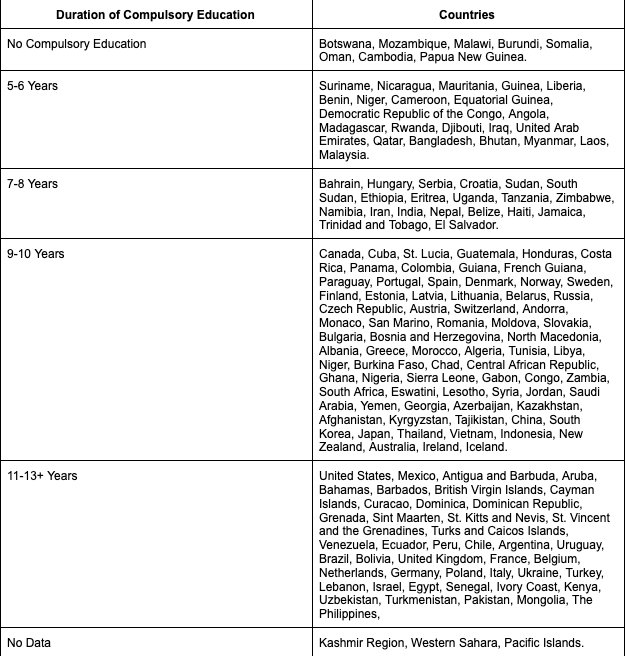 Duration of Compulsory Education
Countries
No Compulsory Education
Botswana, Mozambique, Malawi, Burundi, Somalia,
Oman, Cambodia, Papua New Guinea.
5-6 Years
Suriname, Nicaragua, Mauritania, Guinea, Liberia,
Benin, Niger, Cameroon, Equatorial Guinea,
Democratic Republic of the Congo, Angola,
Madagascar, Rwanda, Djibouti, Iraq, United Arab
Emirates, Qatar, Bangladesh, Bhutan, Myanmar, Laos,
Malaysia.
7-8 Years
Bahrain, Hungary, Serbia, Croatia, Sudan, South
Sudan, Ethiopia, Eritrea, Uganda, Tanzania, Zimbabwe,
Namibia, Iran, India, Nepal, Belize, Haiti, Jamaica,
Trinidad and Tobago, El Salvador.
9-10 Years
Canada, Cuba, St. Lucia, Guatemala, Honduras, Costa
Rica, Panama, Colombia, Guiana, French Guiana,
Paraguay, Portugal, Spain, Denmark, Norway, Sweden,
Finland, Estonia, Latvia, Lithuania, Belarus, Russia,
Czech Republic, Austria, Switzerland, Andorra,
Monaco, San Marino, Romania, Moldova, Slovakia,
Bulgaria, Bosnia and Herzegovina, North Macedonia,
Albania, Greece, Morocco, Algeria, Tunisia, Libya,
Niger, Burkina Faso, Chad, Central African Republic,
Ghana, Nigeria, Sierra Leone, Gabon, Congo, Zambia,
South Africa, Eswatini, Lesotho, Syria, Jordan, Saudi
Arabia, Yemen, Georgia, Azerbaijan, Kazakhstan,
Afghanistan, Kyrgyzstan, Tajikistan, China, South
Korea, Japan, Thailand, Vietnam, Indonesia, New
Zealand, Australia, Ireland, Iceland.
11-13+ Years
United States, Mexico, Antigua and Barbuda, Aruba,
Bahamas, Barbados, British Virgin Islands, Cayman
Islands, Curacao, Dominica, Dominican Republic,
Grenada, Sint Maarten, St. Kitts and Nevis, St. Vincent
and the Grenadines, Turks and Caicos Islands,
Venezuela, Ecuador, Peru, Chile, Argentina, Uruguay,
Brazil, Bolivia, United Kingdom, France, Belgium,
Netherlands, Germany, Poland, Italy, Ukraine, Turkey,
Lebanon, Israel, Egypt, Senegal, Ivory Coast, Kenya,
Uzbekistan, Turkmenistan, Pakistan, Mongolia, The
Philippines,
No Data
Kashmir Region, Western Sahara, Pacific Islands.